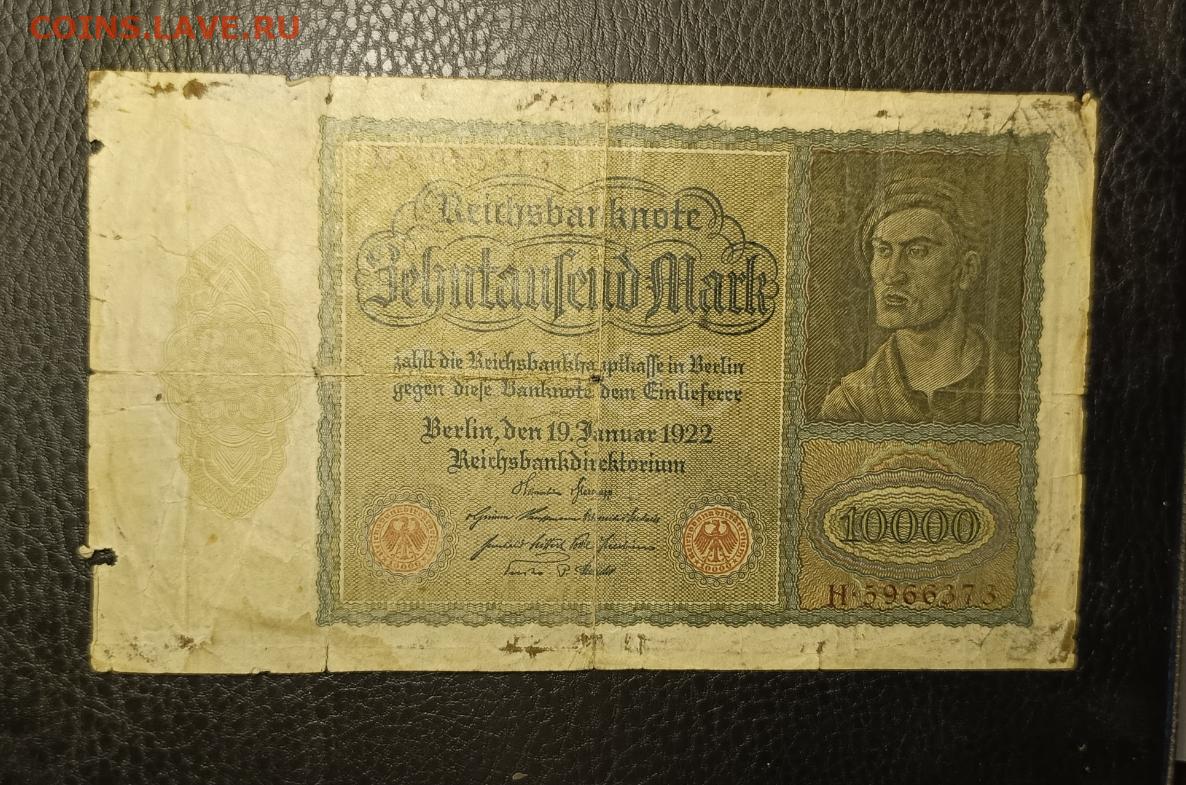 COINS.LAVE.RU
Reichsbanknote
Zehntausend Mark
zahlt die Reichsbankhauptkasse in Berlin
gegen diese Banknote dem Einlieferer
Berlin, den 19. Januar 1922
Reichsbankdirektorium
10000
H·5966373